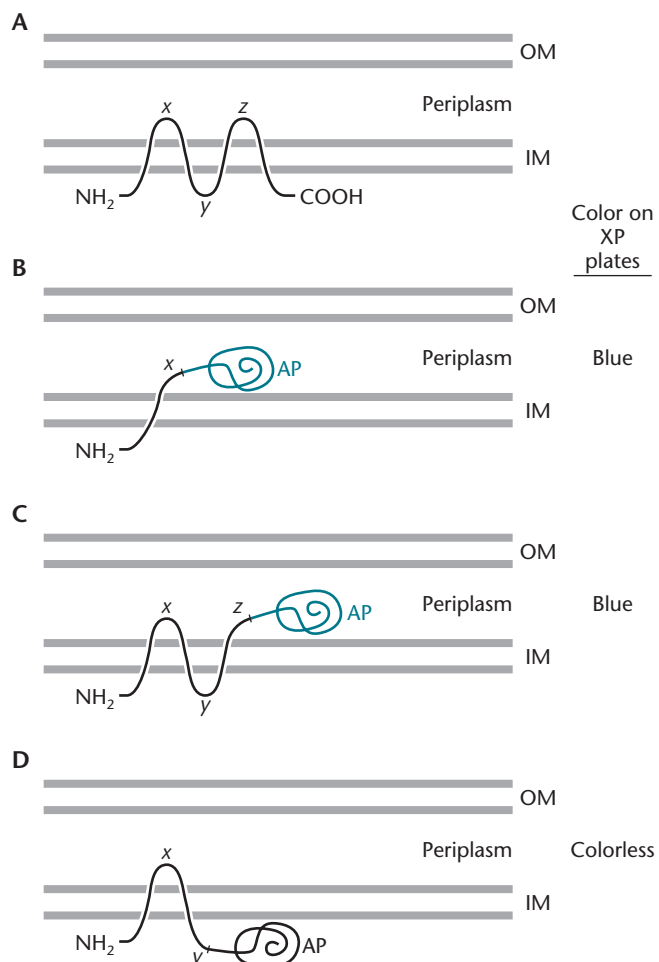 A
OM
x z Periplasm
IM
NH₂ y COOH
Color on
XP
plates
B
OM
x AP Periplasm Blue
IM
NH₂
C
OM
x z AP Periplasm Blue
IM
NH₂ y
D
OM
x Periplasm Colorless
IM
NH₂ y AP